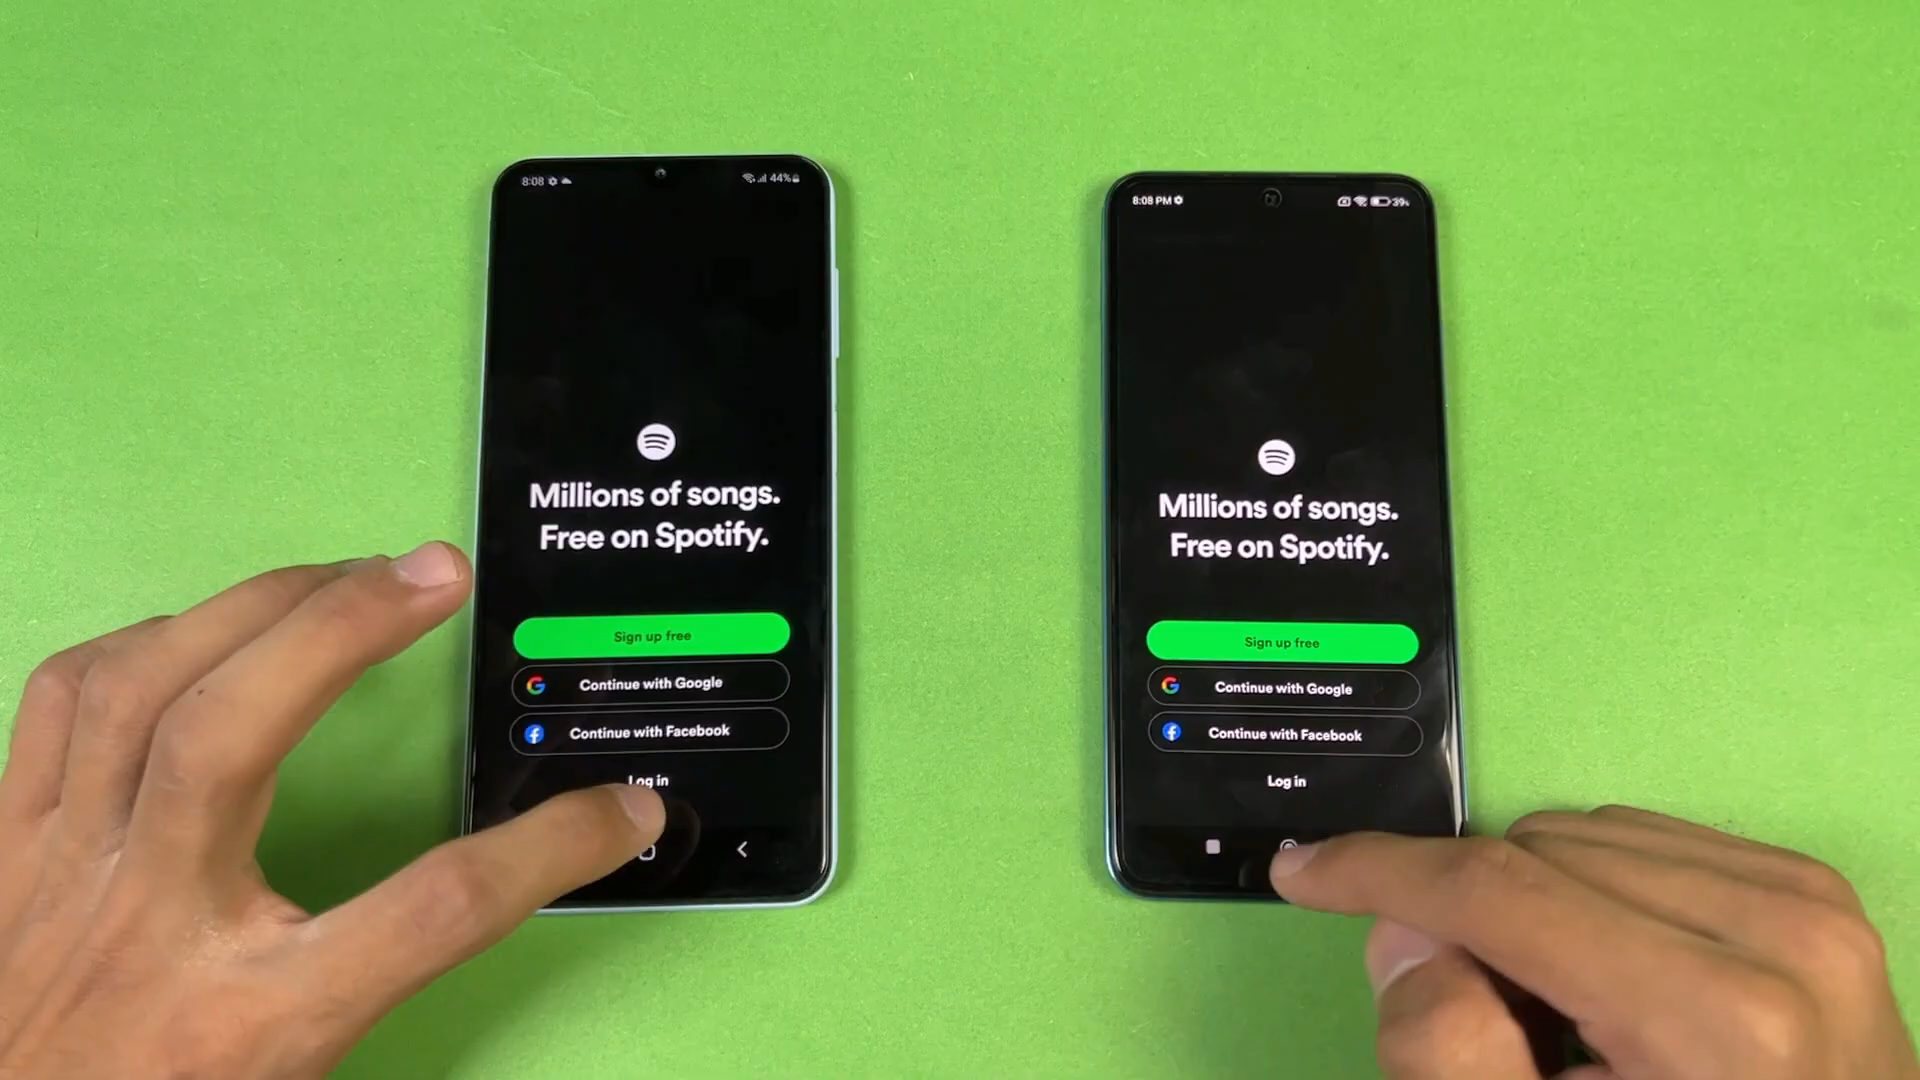 8:08
44%
Millions of songs.
Free on Spotify.
Sign up free
Continue with Google
Continue with Facebook
Log in
8:08 PM
39%
Millions of songs.
Free on Spotify.
Sign up free
Continue with Google
Continue with Facebook
Log in